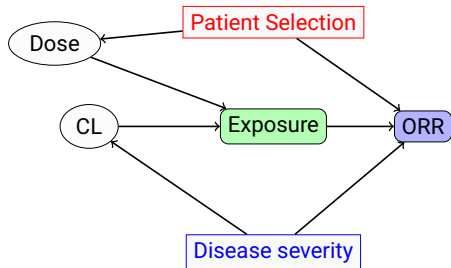 Patient Selection
Dose
CL
Exposure
ORR
Disease severity